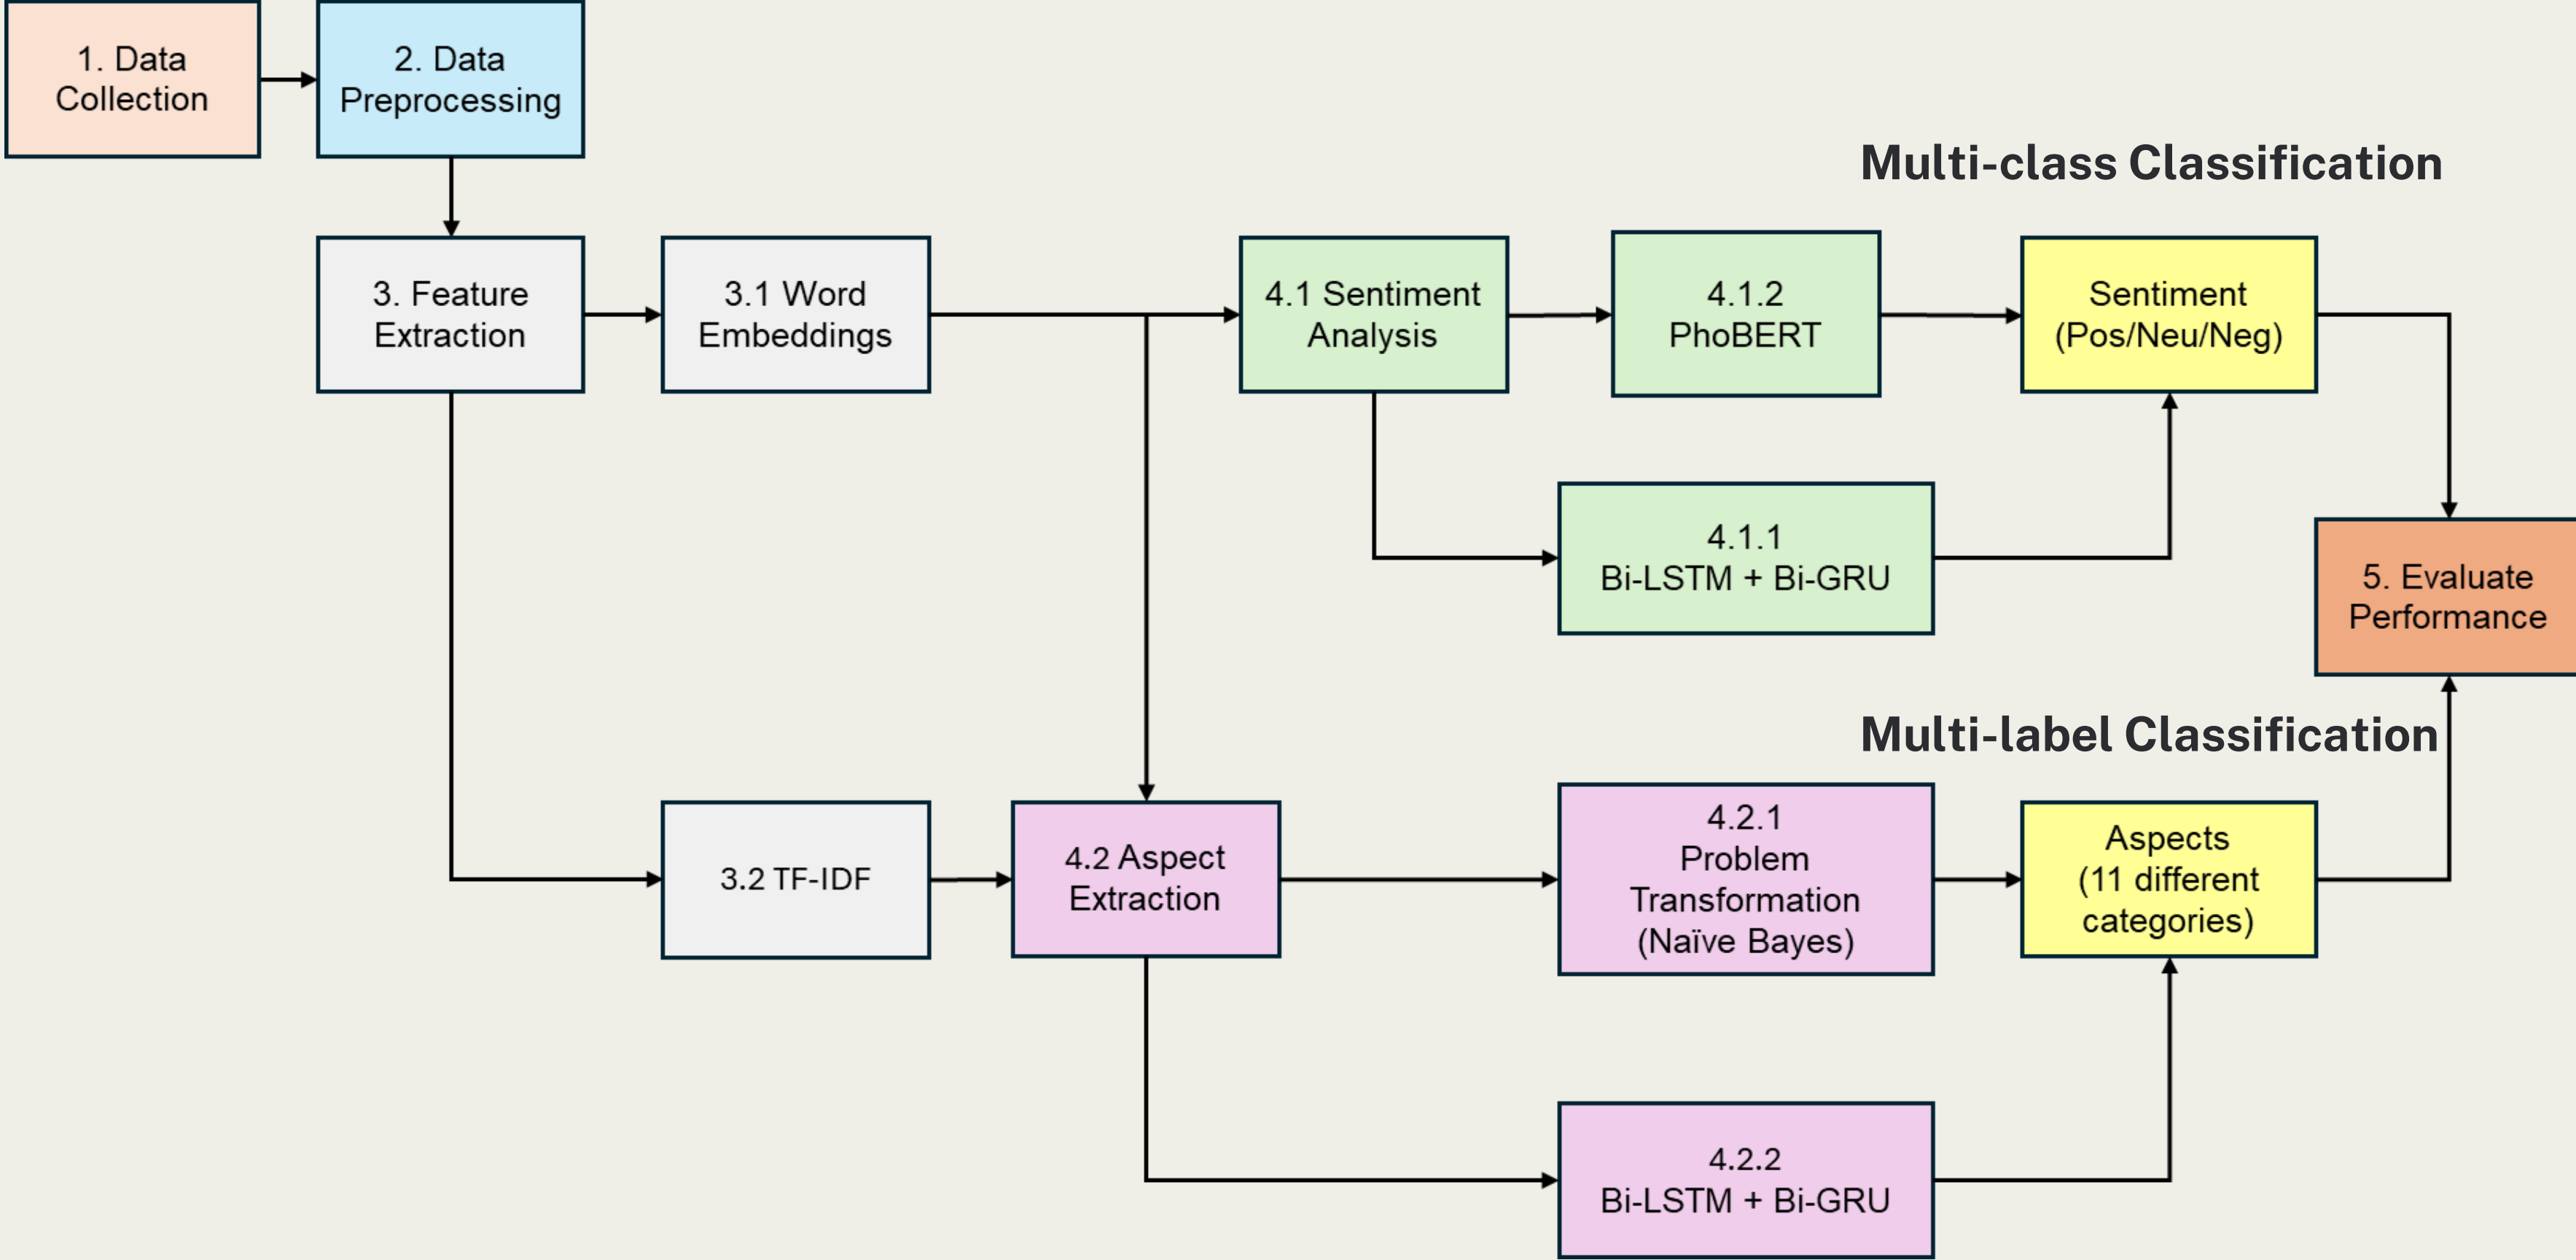 1. Data
Collection
2. Data
Preprocessing
Multi-class Classification
3. Feature
Extraction
3.1 Word
Embeddings
4.1 Sentiment
Analysis
4.1.2
PhoBERT
Sentiment
(Pos/Neu/Neg)
4.1.1
Bi-LSTM + Bi-GRU
5. Evaluate
Performance
Multi-label Classification
3.2 TF-IDF
4.2 Aspect
Extraction
4.2.1
Problem
Transformation
(Naïve Bayes)
Aspects
(11 different
categories)
4.2.2
Bi-LSTM + Bi-GRU